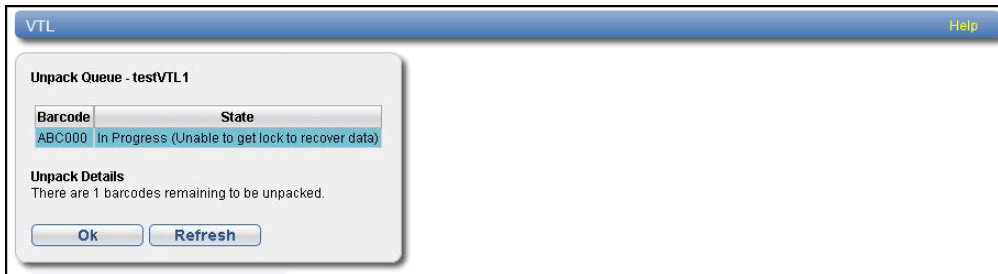 VTL Help
Unpack Queue - testVTL1
Barcode State
ABC000 In Progress (Unable to get lock to recover data)
Unpack Details
There are 1 barcodes remaining to be unpacked.
Ok Refresh